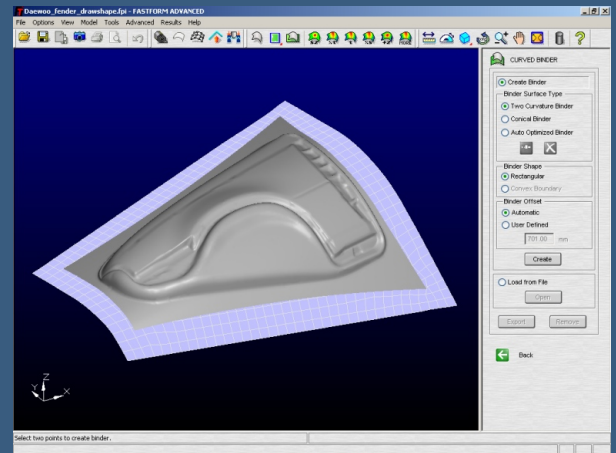 Daewoo_fender_drawshape.fpi - FASTFORM ADVANCED
File Options View Model Tools Advanced Results Help
CURVED BINDER
Create Binder
Binder Surface Type
Two Curvature Binder
Conical Binder
Auto Optimized Binder
Binder Shape
Rectangular
Convex Boundary
Binder Offset
Automatic
User Defined
701.00 mm
Create
Load from File
Open
Export Remove
Back
Z
Y X
Select two points to create binder.